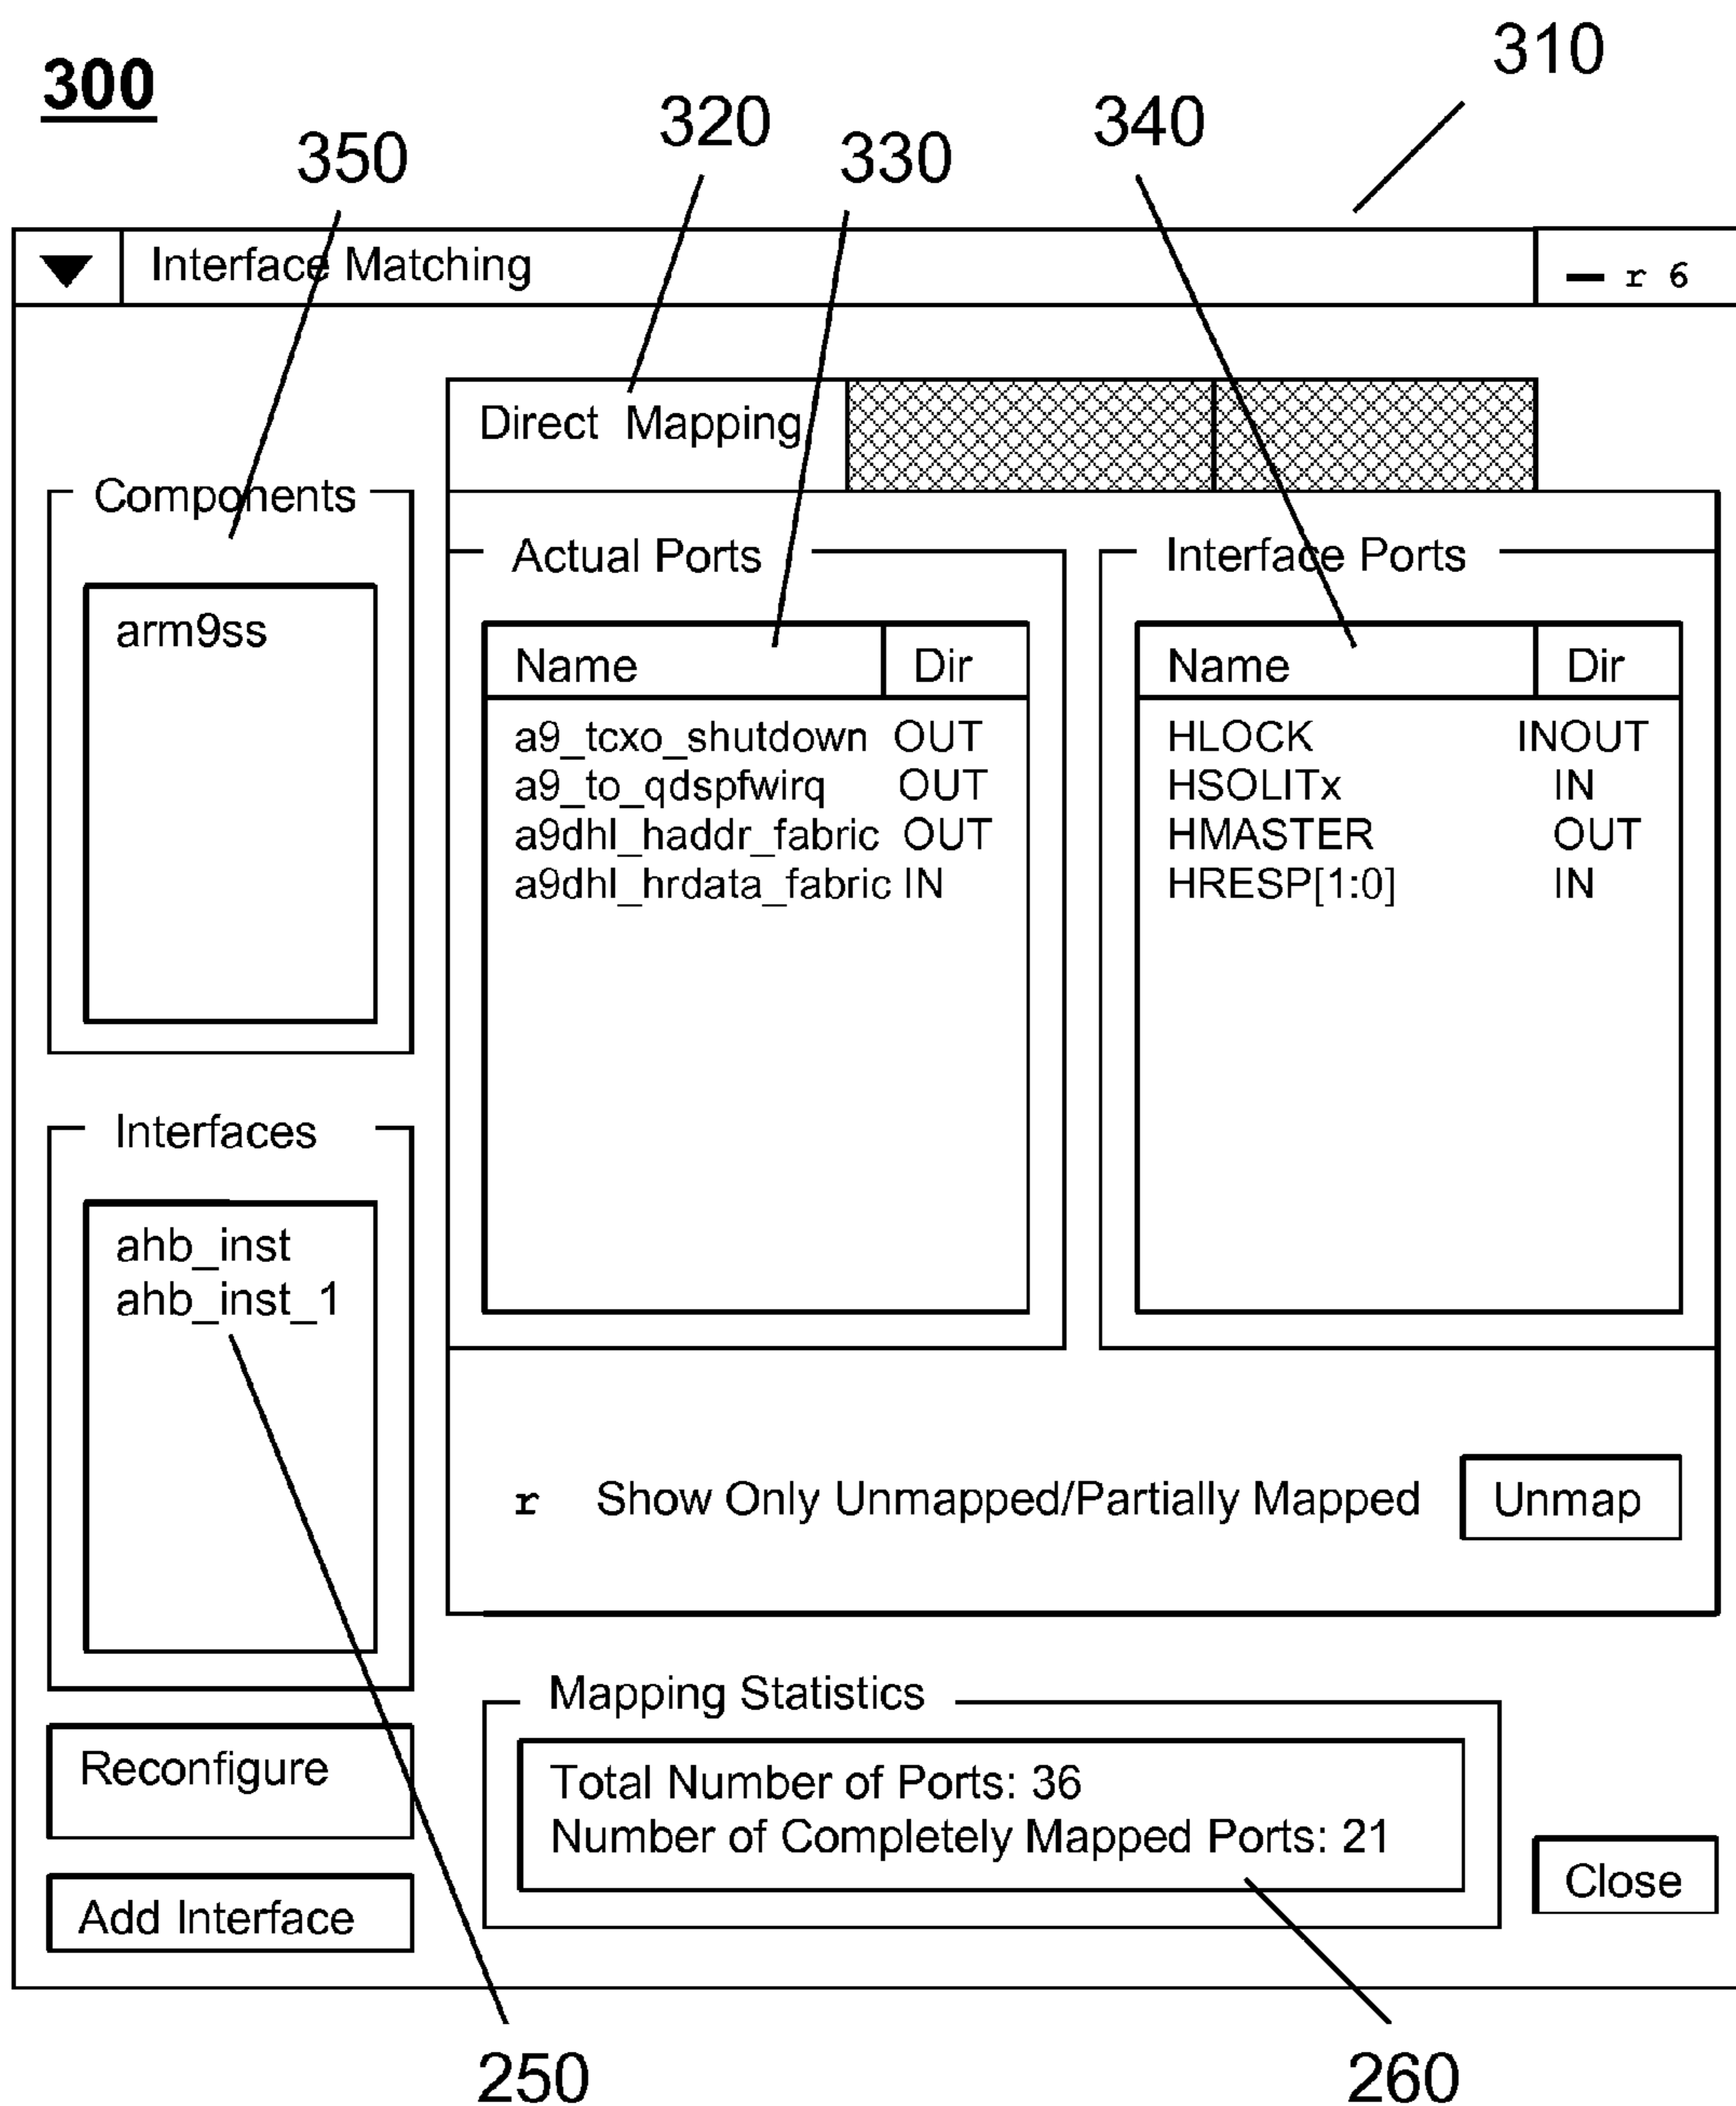 310
300
320
340
350
330
Interface Matching
r 6
Direct Mapping
Components
arm9ss
Actual Ports
Name Dir
a9_tcxo_shutdown OUT
a9_to_qdspfwirq OUT
a9dhl_haddr_fabric OUT
a9dhl_hrdata_fabric IN
Interface Ports
Name Dir
HLOCK INOUT
HSOLITx IN
HMASTER OUT
HRESP[1:0] IN
Interfaces
ahb_inst
ahb_inst_1
r Show Only Unmapped/Partially Mapped Unmap
Reconfigure
Add Interface
Mapping Statistics
Total Number of Ports: 36
Number of Completely Mapped Ports: 21
Close
250
260